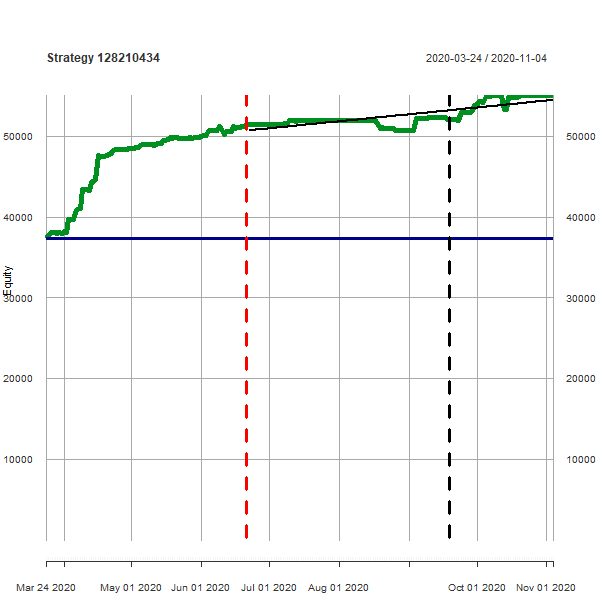 Strategy 128210434
2020-03-24 / 2020-11-04
50000 50000
40000 40000
Equity
30000 30000
20000 20000
10000 10000
Mar 24 2020 May 01 2020 Jun 01 2020 Jul 01 2020 Aug 01 2020 Oct 01 2020 Nov 01 2020